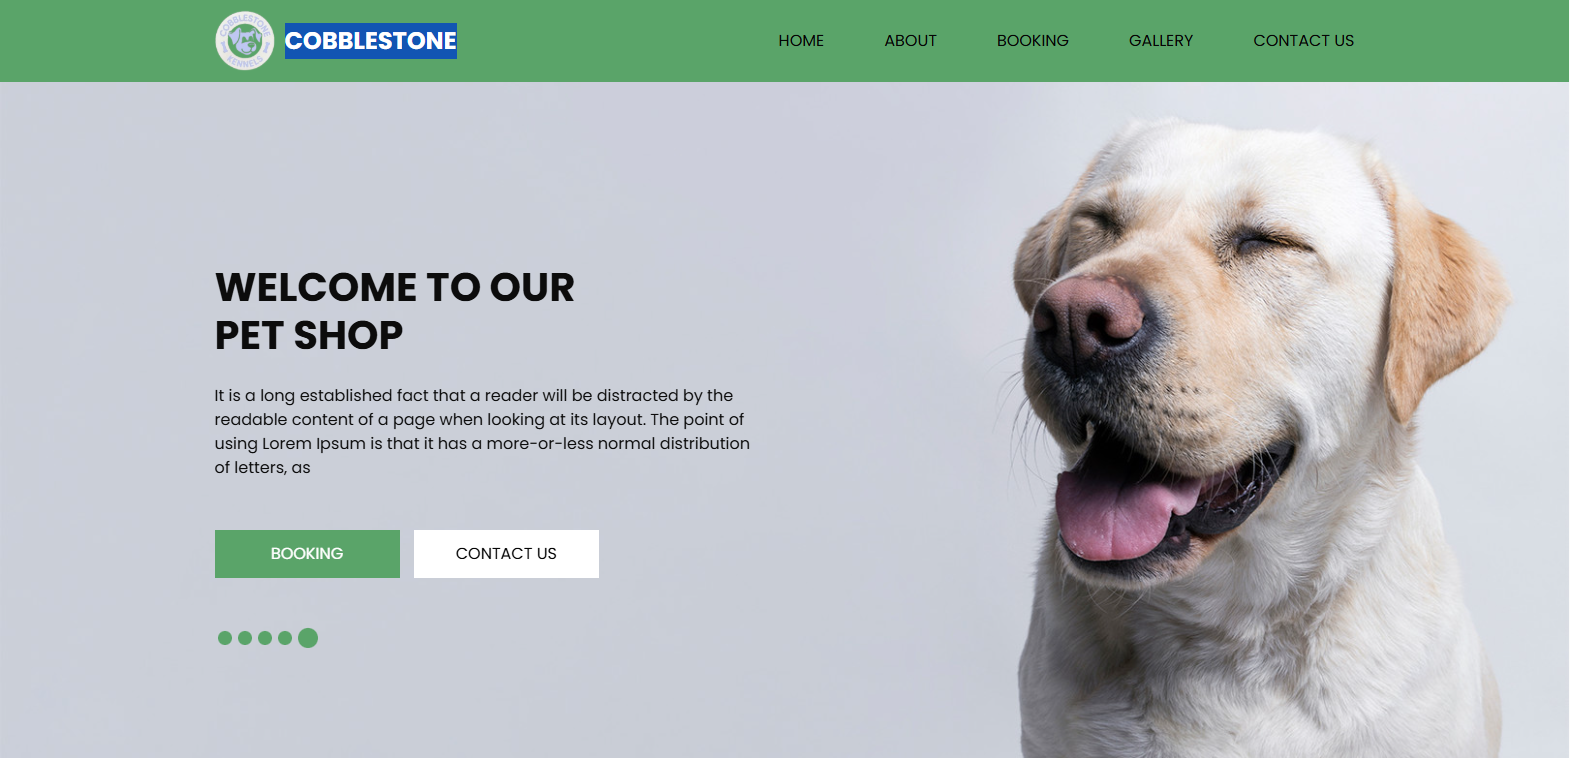 COBBLESTONE
KENNELS
COBBLESTONE
HOME
ABOUT
BOOKING
GALLERY
CONTACT US
WELCOME TO OUR
PET SHOP
It is a long established fact that a reader will be distracted by the
readable content of a page when looking at its layout. The point of
using Lorem Ipsum is that it has a more-or-less normal distribution
of letters, as
BOOKING
CONTACT US